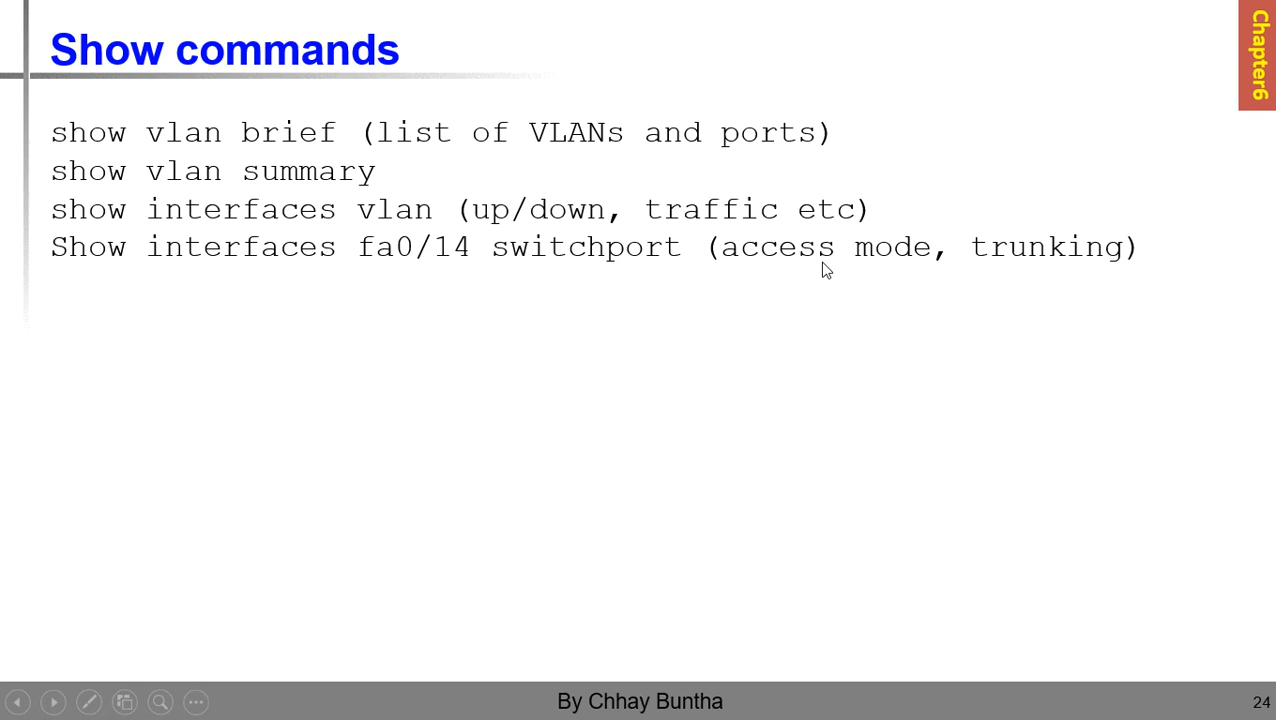 Show commands
Chapter6
show vlan brief (list of VLANs and ports)
show vlan summary
show interfaces vlan (up/down, traffic etc)
Show interfaces fa0/14 switchport (access mode, trunking)
By Chhay Buntha
24